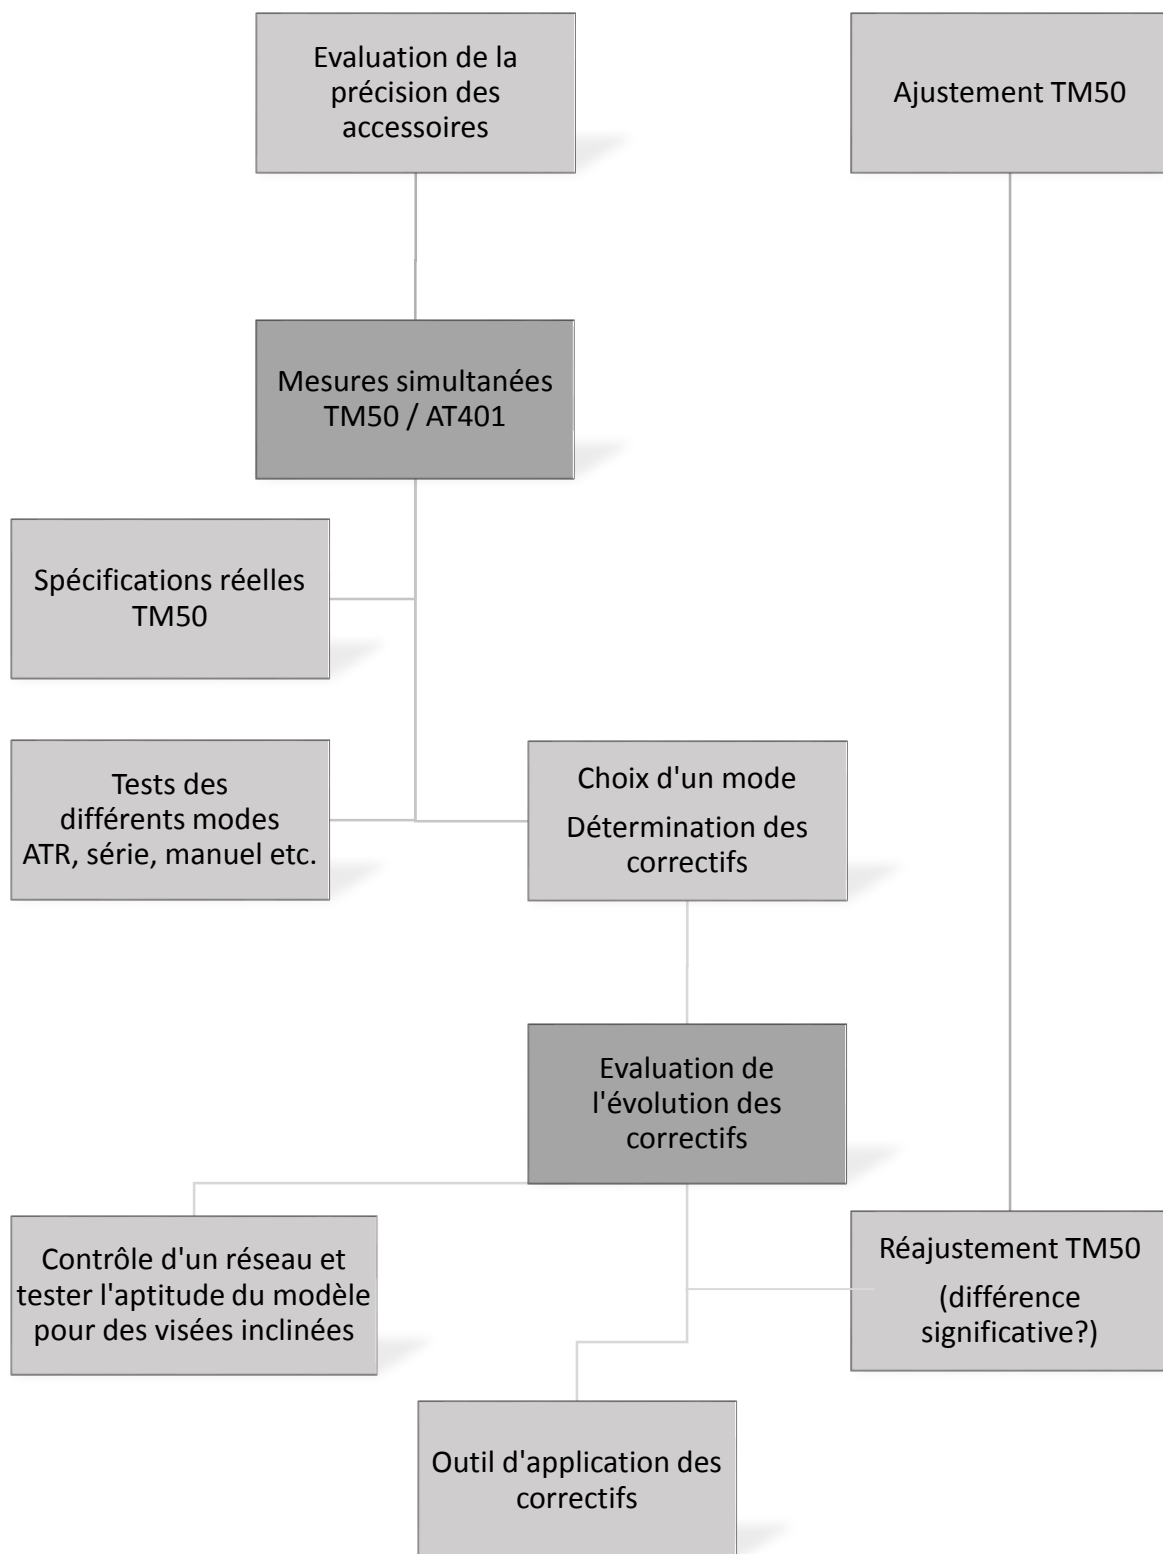 Evaluation de la
précision des
accessoires
Ajustement TM50
Mesures simultanées
TM50 / AT401
Spécifications réelles
TM50
Tests des
différents modes
ATR, série, manuel etc.
Choix d'un mode
Détermination des
correctifs
Evaluation de
l'évolution des
correctifs
Contrôle d'un réseau et
tester l'aptitude du modèle
pour des visées inclinées
Réajustement TM50
(différence
significative?)
Outil d'application des
correctifs